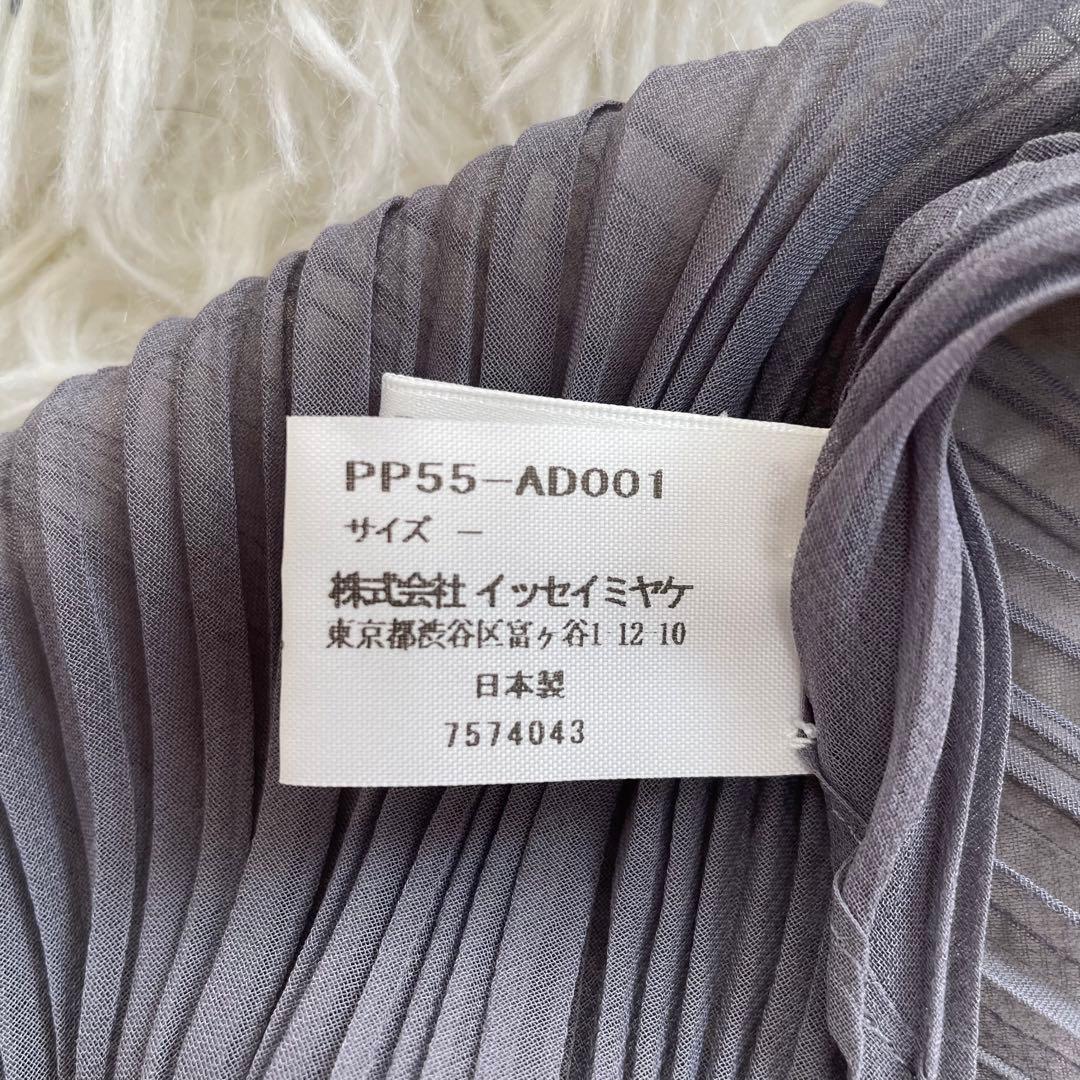 PP55-AD001
サイズ －
株式会社 イッセイミヤケ
東京都渋谷区富ヶ谷1-12-10
日本製
7574043